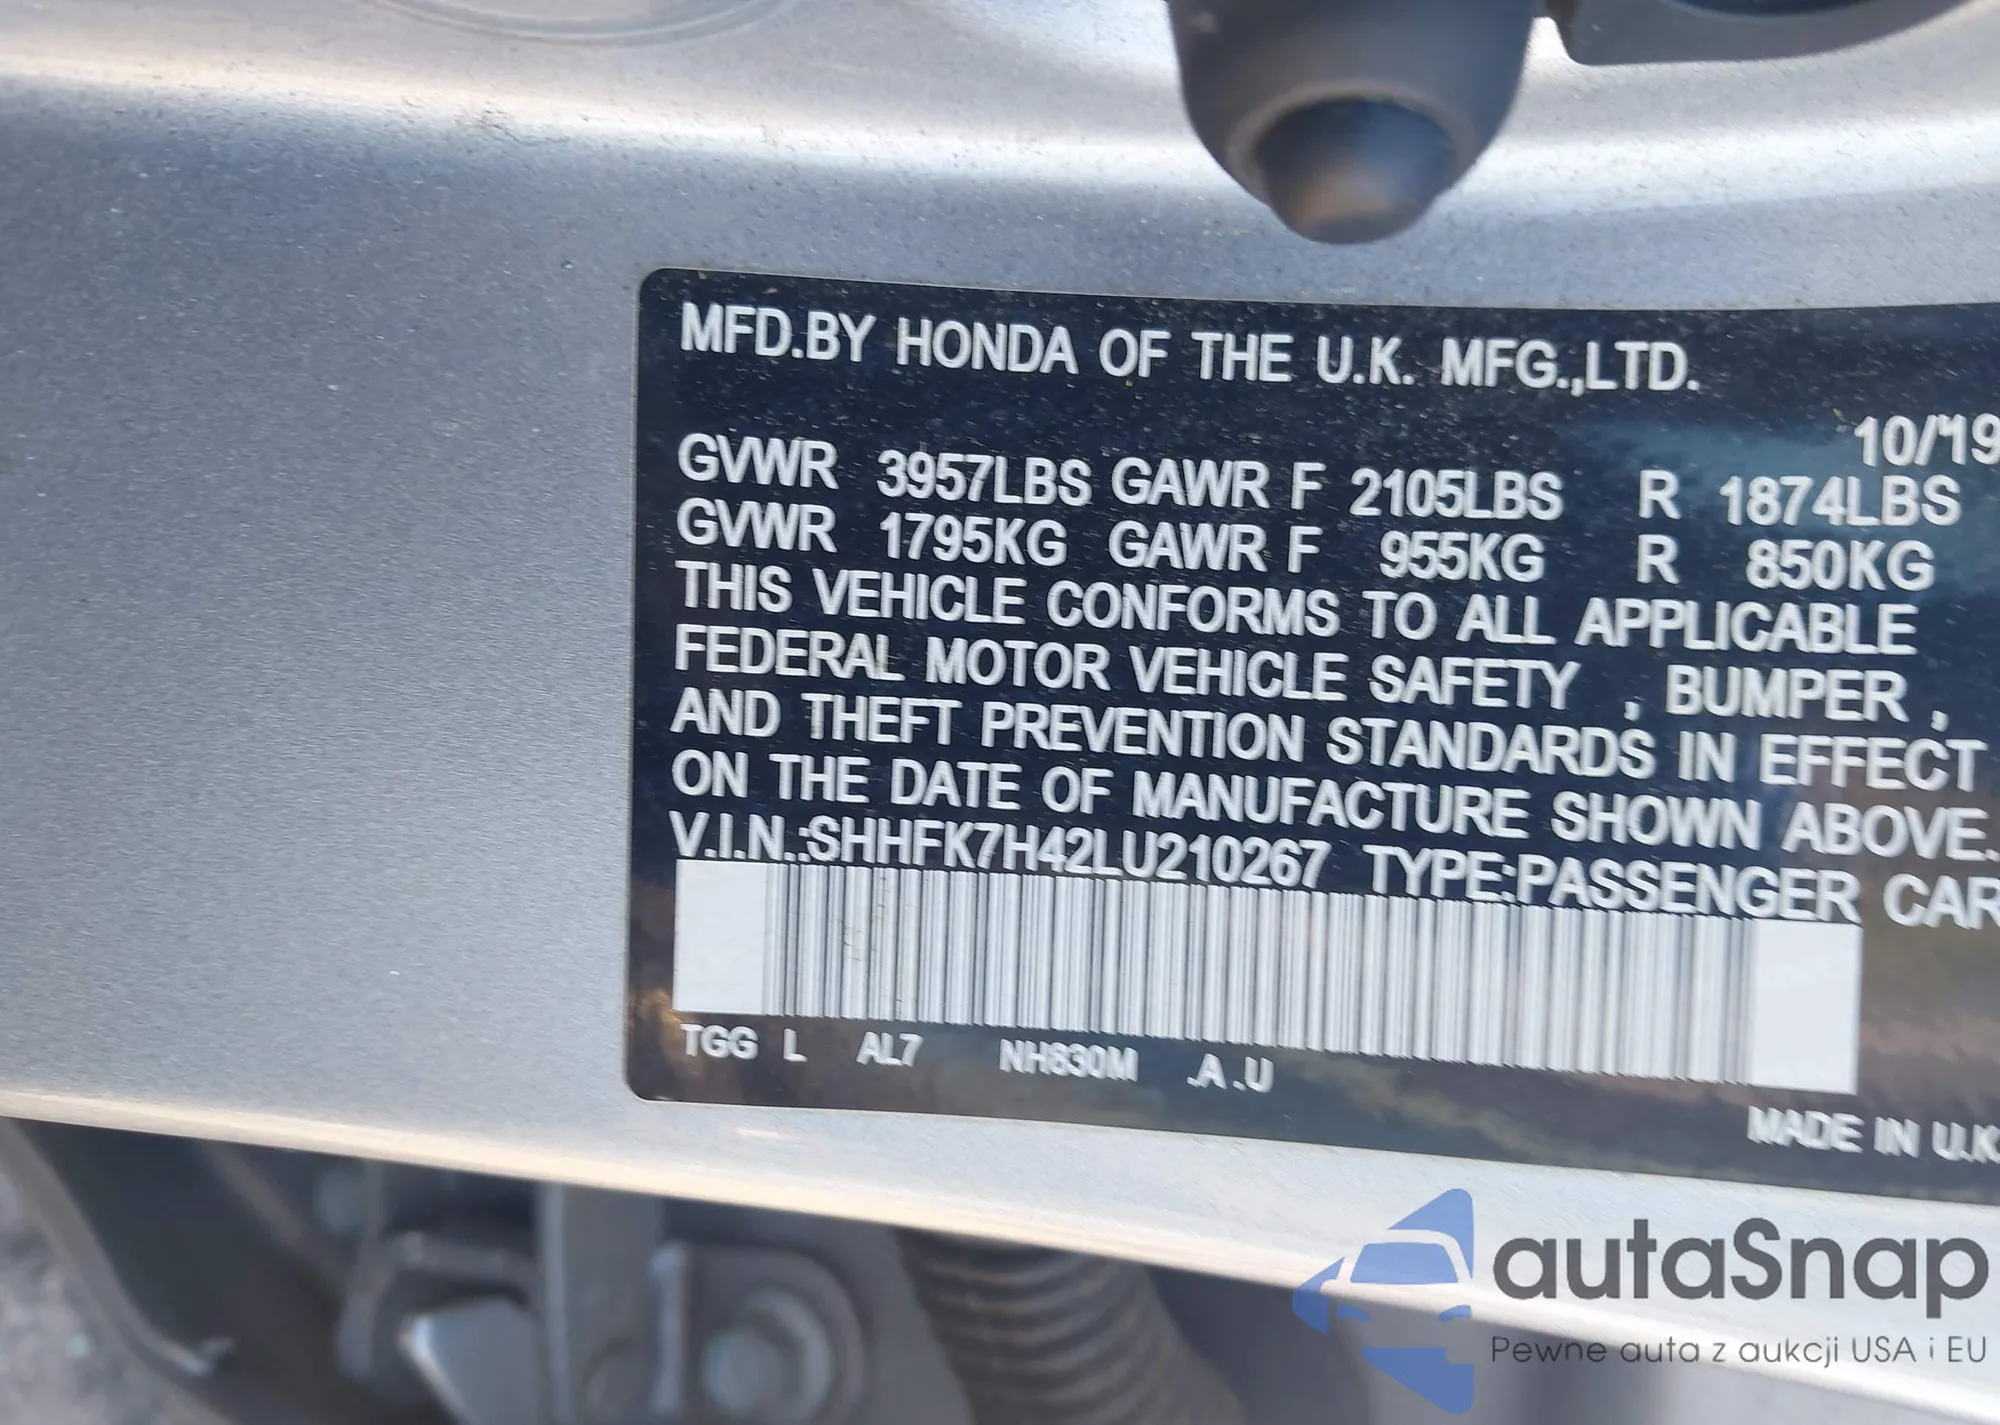 MFD.BY HONDA OF THE U.K. MFG.,LTD.
10/'19
GVWR 3957LBS GAWR F 2105LBS R 1874LBS
GVWR 1795KG GAWR F 955KG R 850KG
THIS VEHICLE CONFORMS TO ALL APPLICABLE
FEDERAL MOTOR VEHICLE SAFETY , BUMPER ,
AND THEFT PREVENTION STANDARDS IN EFFECT
ON THE DATE OF MANUFACTURE SHOWN ABOVE.
V.I.N.:SHHFK7H42LU210267 TYPE:PASSENGER CAR
TGG L AL7 NH830M .A .U
MADE IN U.K.
autaSnap
Pewne auta z aukcji USA i EU